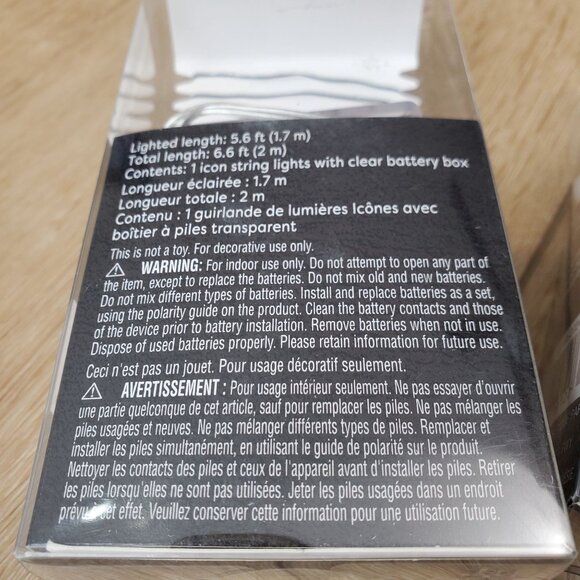 Lighted length: 5.6 ft (1.7 m)
Total length: 6.6 ft (2 m)
Contents: 1 icon string lights with clear battery box
Longueur éclairée : 1.7 m
Longueur totale : 2 m
Contenu : 1 guirlande de lumières Icônes avec
boîtier à piles transparent
This is not a toy. For decorative use only.
⚠ WARNING: For indoor use only. Do not attempt to open any part of
the item, except to replace the batteries. Do not mix old and new batteries.
Do not mix different types of batteries. Install and replace batteries as a set,
using the polarity guide on the product. Clean the battery contacts and those
of the device prior to battery installation. Remove batteries when not in use.
Dispose of used batteries properly. Please retain information for future use.
Ceci n'est pas un jouet. Pour usage décoratif seulement.
⚠ AVERTISSEMENT : Pour usage intérieur seulement. Ne pas essayer d'ouvrir
une partie quelconque de cet article, sauf pour remplacer les piles. Ne pas mélanger les
piles usagées et neuves. Ne pas mélanger différents types de piles. Remplacer et
installer les piles simultanément, en utilisant le guide de polarité sur le produit.
Nettoyer les contacts des piles et ceux de l'appareil avant d'installer les piles. Retirer
les piles lorsqu'elles ne sont pas utilisées. Jeter les piles usagées dans un endroit
prévu à cet effet. Veuillez conserver cette information pour une utilisation future.